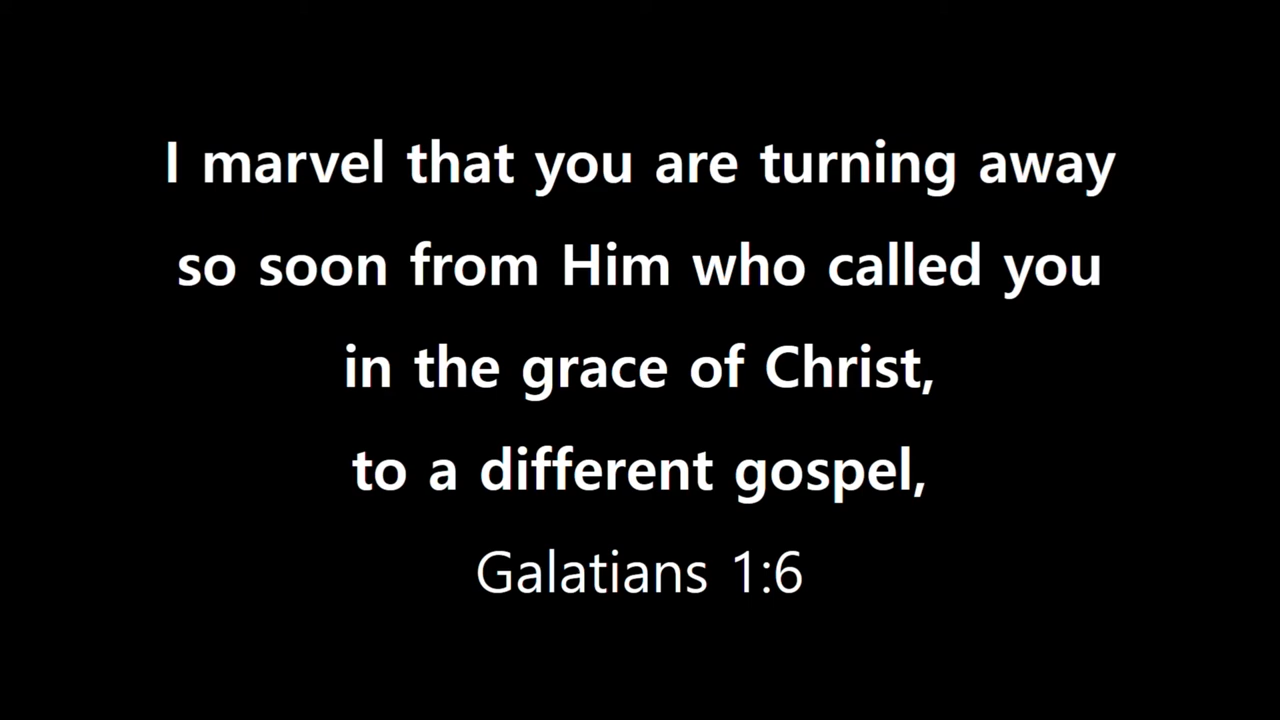 I marvel that you are turning away
so soon from Him who called you
in the grace of Christ,
to a different gospel,
Galatians 1:6